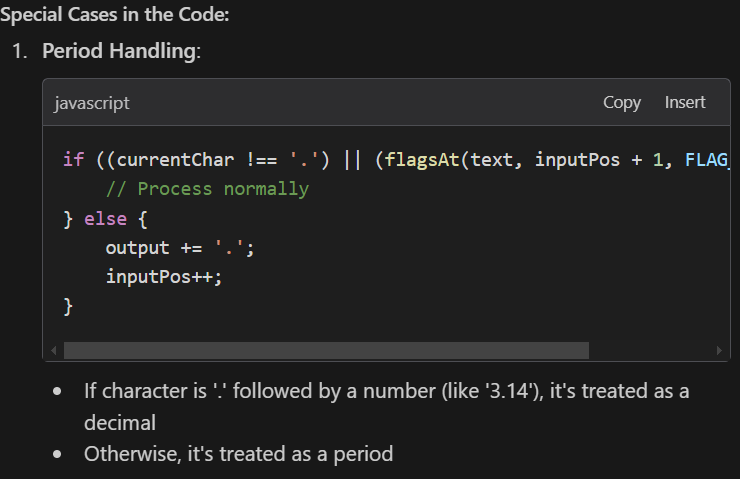 Special Cases in the Code:
1. Period Handling:
javascript Copy Insert
if ((currentChar !== '.') || (flagsAt(text, inputPos + 1, FLAG_
// Process normally
} else {
output += '.';
inputPos++;
}
• If character is '.' followed by a number (like '3.14'), it's treated as a
decimal
• Otherwise, it's treated as a period